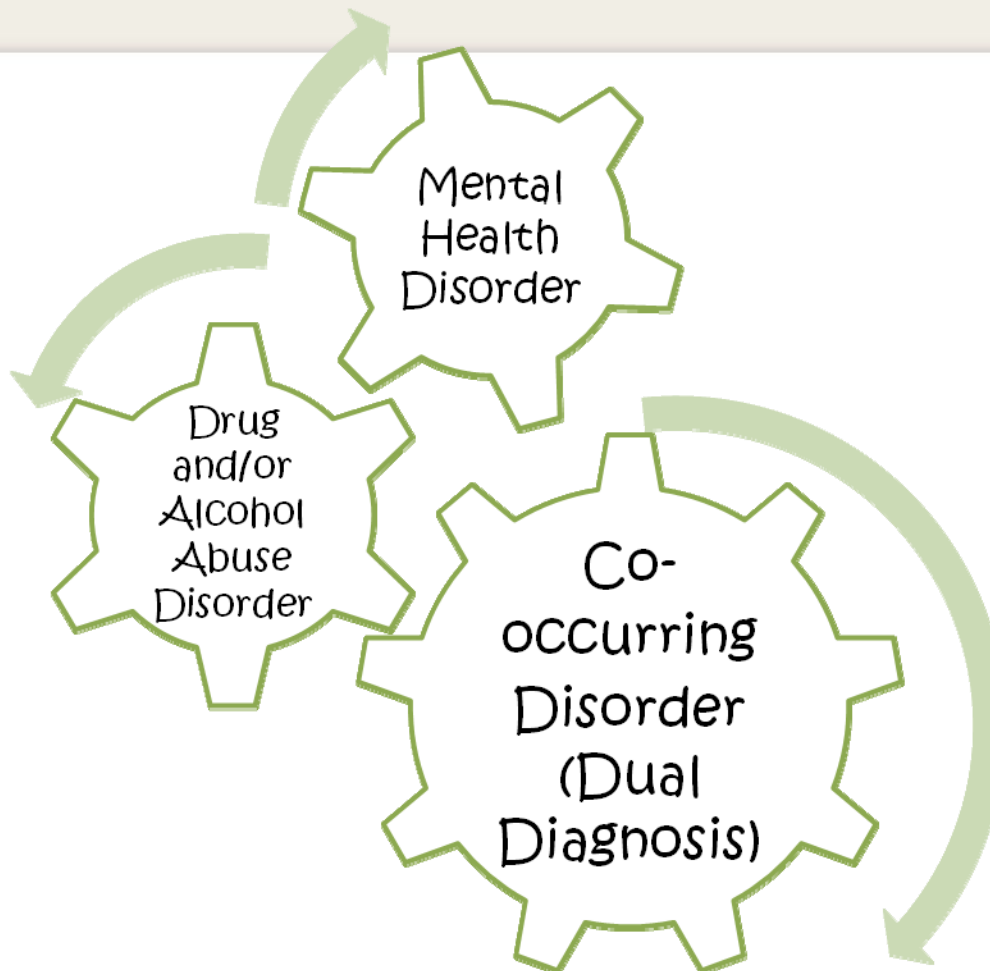 Mental
Health
Disorder
Drug
and/or
Alcohol
Abuse
Disorder
Co-
occurring
Disorder
(Dual
Diagnosis)